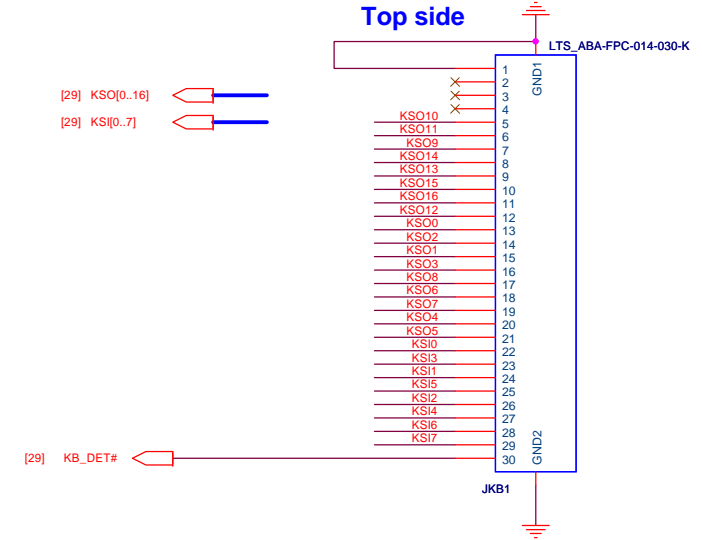 Top side
LTS_ABA-FPC-014-030-K
GND1
1
2
[29] KSO[0..16]
3
4
KSO10
5
[29] KSI[0..7]
KSO11
6
KSO9
7
KSO14
8
KSO13
9
KSO15
10
KSO16
11
KSO12
12
KSO0
13
KSO2
14
KSO1
15
KSO3
16
KSO8
17
KSO6
18
KSO7
19
KSO4
20
KSO5
21
KSI0
22
KSI3
23
KSI1
24
KSI5
25
KSI2
26
KSI4
27
KSI6
28
KSI7
29
GND2
[29] KB_DET#
30
JKB1